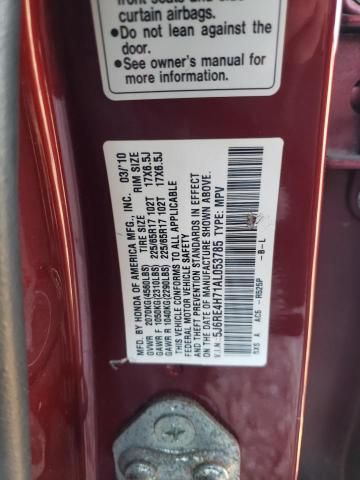 front seats and side
curtain airbags.
●Do not lean against the
door.
●See owner's manual for
more information.
MFD. BY HONDA OF AMERICA MFG., INC. 03/'10
TIRE SIZE RIM SIZE
GVWR 2070KG(4560LBS)
GAWR F 1050KG(2310LBS) 225/65R17 102T 17X6.5J
GAWR R 1040KG(2290LBS) 225/65R17 102T 17X6.5J
THIS VEHICLE CONFORMS TO ALL APPLICABLE
FEDERAL MOTOR VEHICLE SAFETY
AND THEFT PREVENTION STANDARDS IN EFFECT
ON THE DATE OF MANUFACTURE SHOWN ABOVE.
V.I.N.: 5J6RE4H71AL053785 TYPE: MPV
-B-L
SXS A AC5 R525P